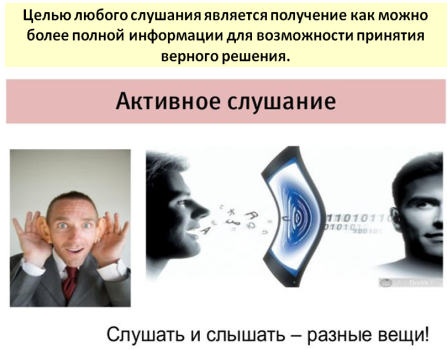 Целью любого слушания является получение как можно
более полной информации для возможности принятия
верного решения.
Активное слушание
Слушать и слышать – разные вещи!